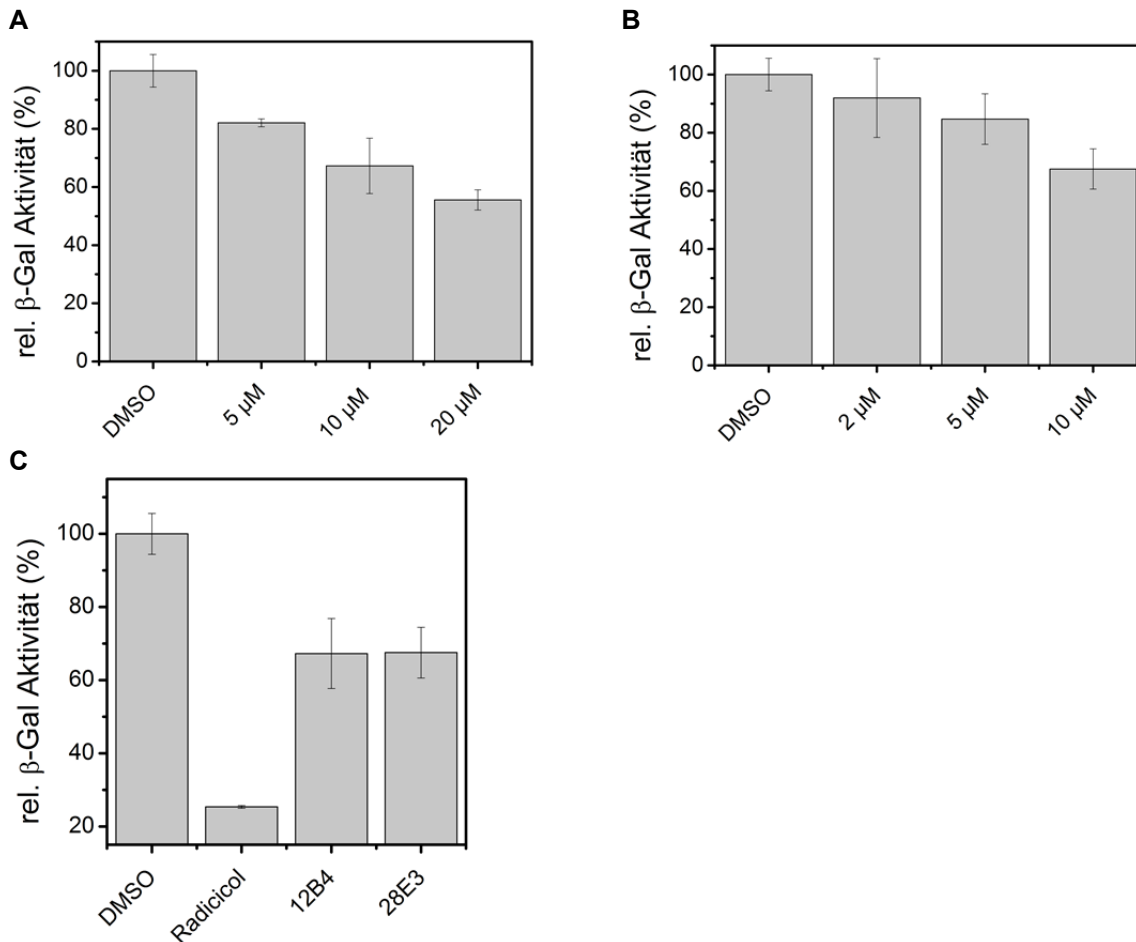 A
rel. β-Gal Aktivität (%)
100
80
60
40
20
0
DMSO
5 µM
10 µM
20 µM
B
rel. β-Gal Aktivität (%)
100
80
60
40
20
0
DMSO
2 µM
5 µM
10 µM
C
rel. β-Gal Aktivität (%)
100
80
60
40
20
DMSO
Radicicol
12B4
28E3